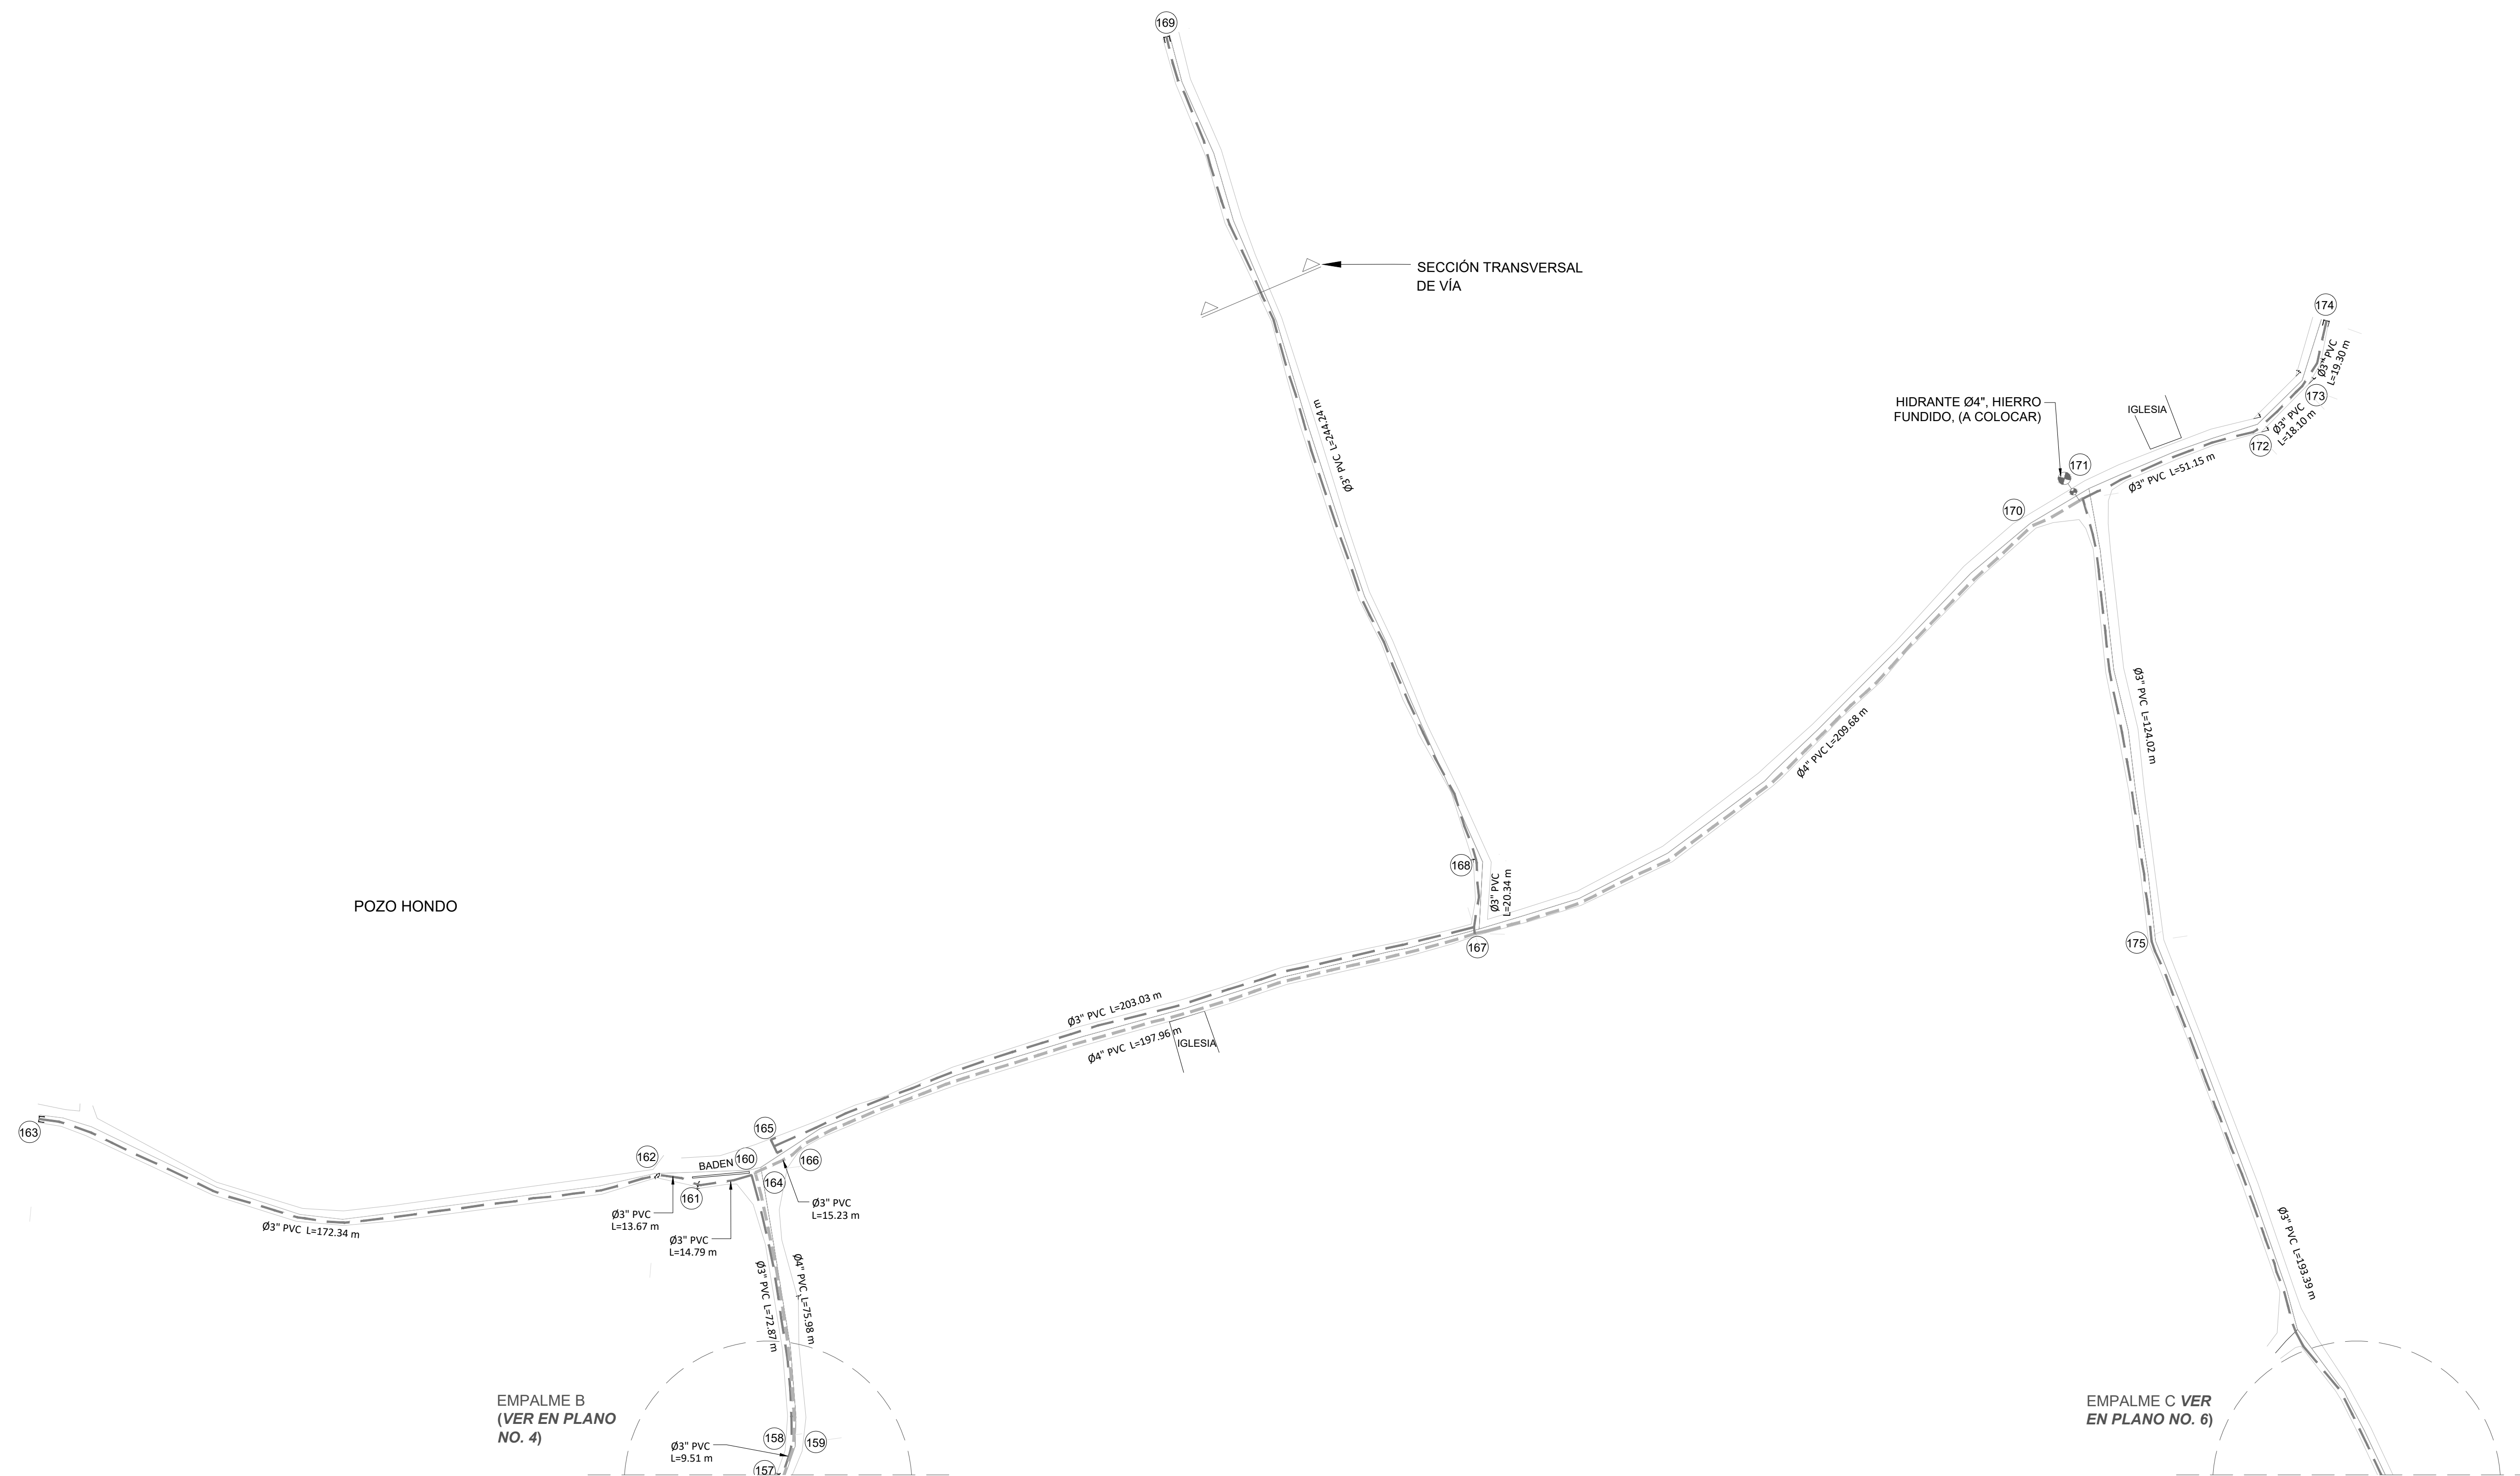 169
SECCIÓN TRANSVERSAL
DE VÍA
174
Ø3" PVC
L=19.30 m
HIDRANTE Ø4", HIERRO
FUNDIDO, (A COLOCAR)
IGLESIA
173
Ø3" PVC
L=18.10 m
172
171
Ø3" PVC L=51.15 m
170
Ø3" PVC L=244.24 m
Ø3" PVC L=124.02 m
Ø4" PVC L=209.68 m
168
Ø3" PVC
L=20.34 m
POZO HONDO
167
175
Ø3" PVC L=203.03 m
Ø4" PVC L=197.96 m
IGLESIA
163
165
162
BADEN
160
166
164
161
Ø3" PVC
L=15.23 m
Ø3" PVC
L=13.67 m
Ø3" PVC L=172.34 m
Ø3" PVC
L=14.79 m
Ø3" PVC L=72.87 m
Ø4" PVC L=75.98 m
Ø3" PVC L=193.39 m
EMPALME B
(VER EN PLANO
NO. 4)
EMPALME C VER
EN PLANO NO. 6)
158
159
Ø3" PVC
L=9.51 m
157